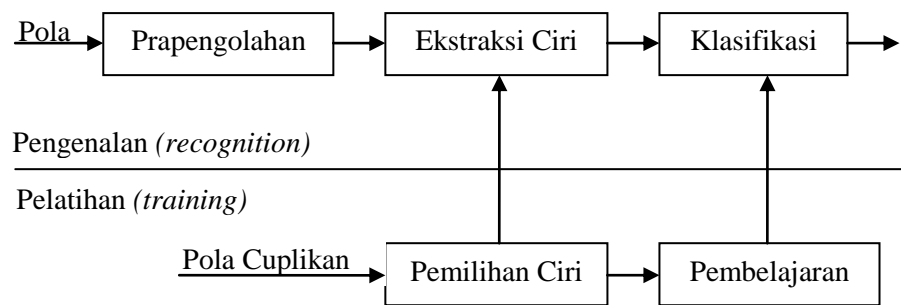 Pola
Prapengolahan
Ekstraksi Ciri
Klasifikasi
Pengenalan (recognition)
Pelatihan (training)
Pola Cuplikan
Pemilihan Ciri
Pembelajaran